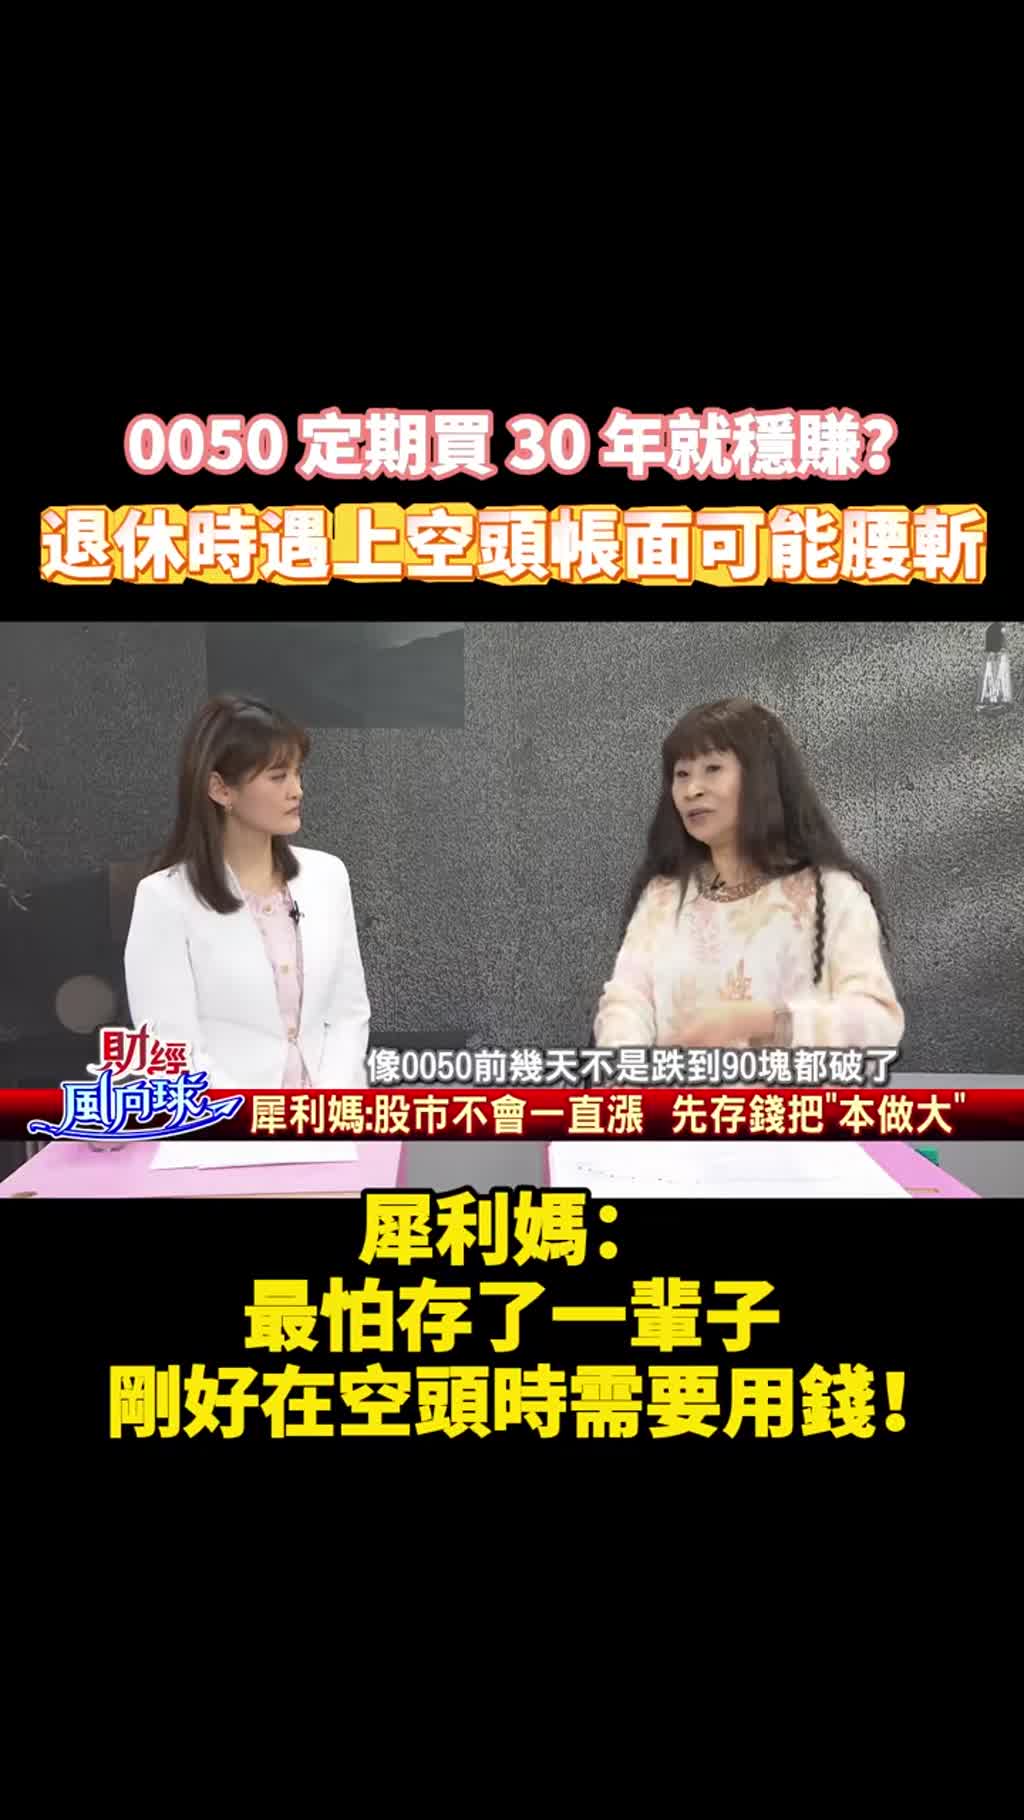 0050 定期買 30 年就穩賺？
退休時遇上空頭帳面可能腰斬
像0050前幾天不是跌到90塊都破了
財經
風向球
犀利媽:股市不會一直漲 先存錢把"本做大"
犀利媽：
最怕存了一輩子
剛好在空頭時需要用錢！